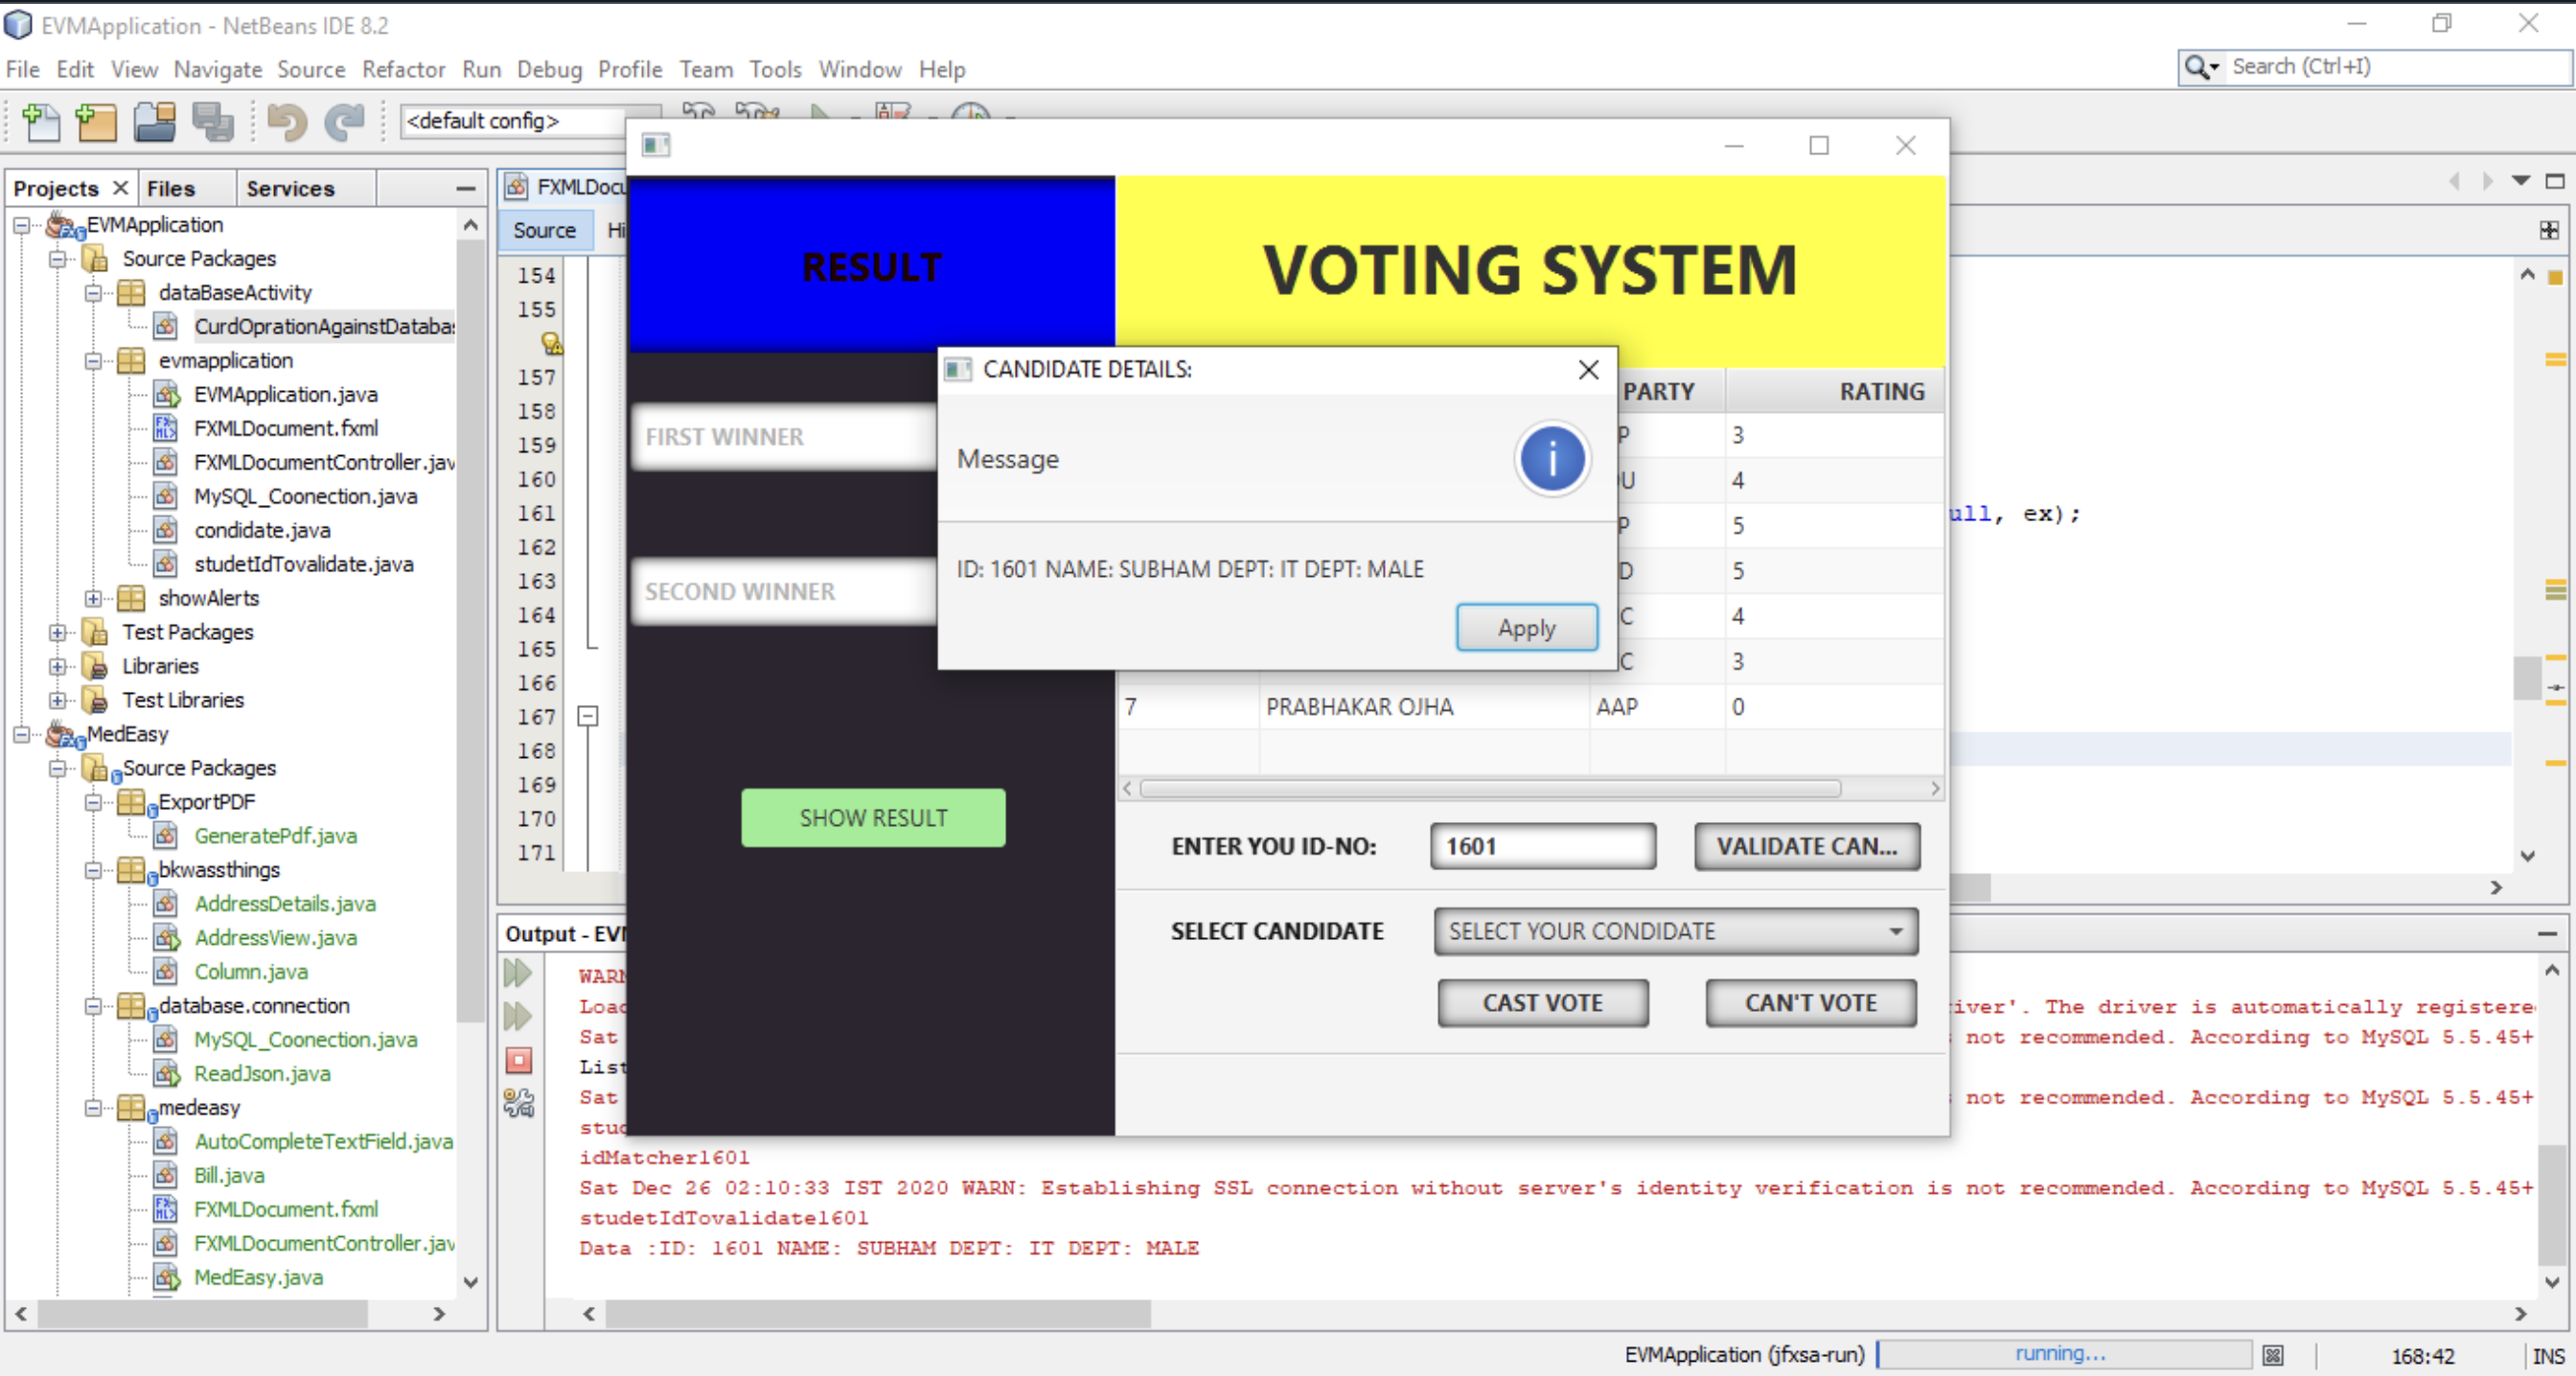 EVMApplication - NetBeans IDE 8.2
File Edit View Navigate Source Refactor Run Debug Profile Team Tools Window Help
Search (Ctrl+I)
<default config>
Projects Files Services
EVMApplication
Source Packages
dataBaseActivity
CurdOprationAgainstDatabas
evmapplication
EVMApplication.java
FXMLDocument.fxml
FXMLDocumentController.jav
MySQL_Coonection.java
condidate.java
studetIdTovalidate.java
showAlerts
Test Packages
Libraries
Test Libraries
MedEasy
Source Packages
ExportPDF
GeneratePdf.java
bkwassthings
AddressDetails.java
AddressView.java
Column.java
database.connection
MySQL_Coonection.java
ReadJson.java
medeasy
AutoCompleteTextField.java
Bill.java
FXMLDocument.fxml
FXMLDocumentController.jav
MedEasy.java
FXMLDocu
Source Hi
154
155
157
158
159
160
161
162
163
164
165
166
167
168
169
170
171
ull, ex);
RESULT
FIRST WINNER
SECOND WINNER
SHOW RESULT
VOTING SYSTEM
PARTY RATING
P 3
U 4
P 5
D 5
C 4
C 3
7 PRABHAKAR OJHA AAP 0
CANDIDATE DETAILS:
Message
i
ID: 1601 NAME: SUBHAM DEPT: IT DEPT: MALE
Apply
ENTER YOU ID-NO: 1601 VALIDATE CAN...
SELECT CANDIDATE SELECT YOUR CONDIDATE
CAST VOTE CAN'T VOTE
Output - EV
WARN
Load iver'. The driver is automatically registere
Sat not recommended. According to MySQL 5.5.45+
List
Sat not recommended. According to MySQL 5.5.45+
stud
idMatcher1601
Sat Dec 26 02:10:33 IST 2020 WARN: Establishing SSL connection without server's identity verification is not recommended. According to MySQL 5.5.45+
studetIdTovalidate1601
Data :ID: 1601 NAME: SUBHAM DEPT: IT DEPT: MALE
EVMApplication (jfxsa-run) running... 168:42 INS